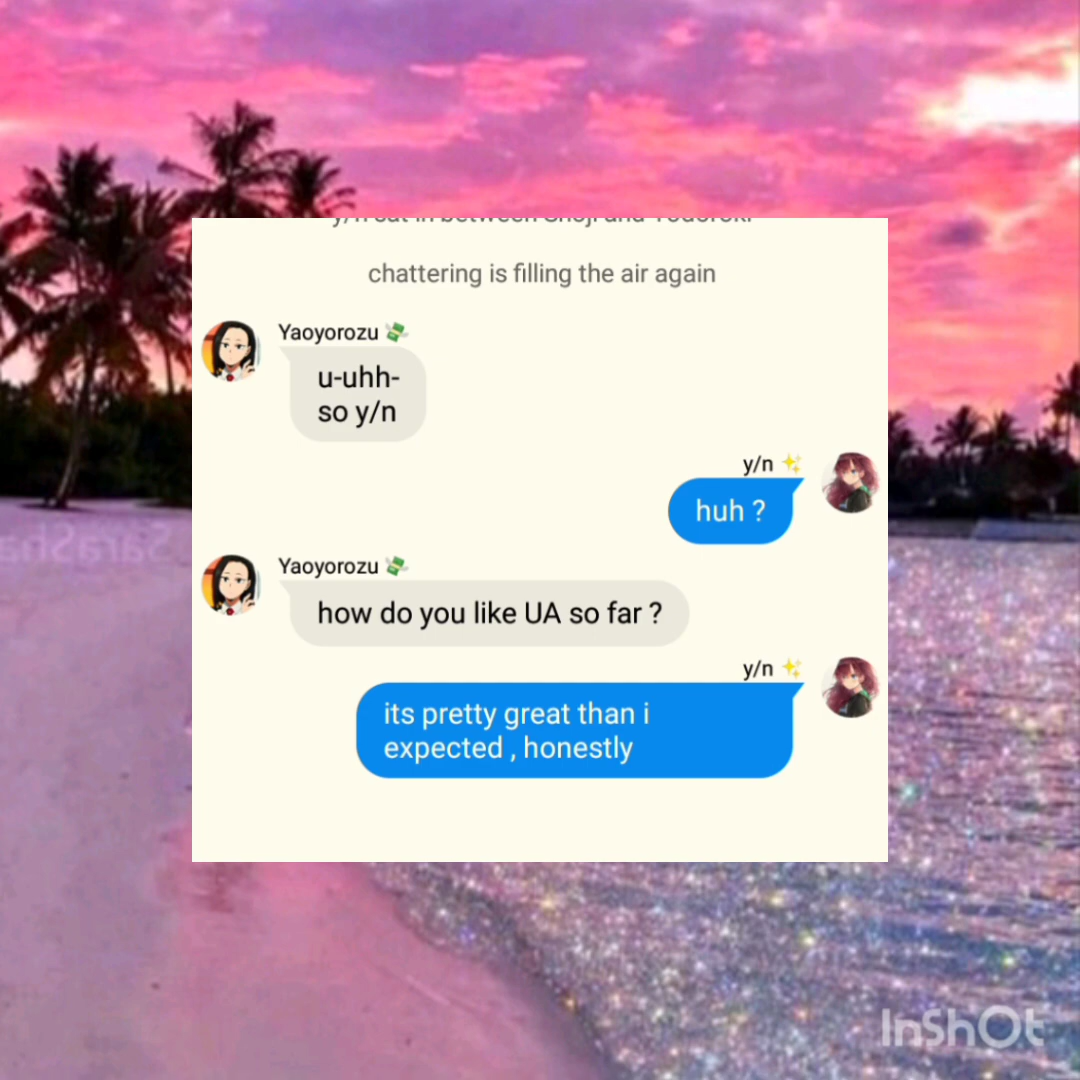 chattering is filling the air again
Yaoyorozu 💸
u-uhh-
so y/n
y/n ✨
huh ?
Yaoyorozu 💸
how do you like UA so far ?
y/n ✨
its pretty great than i
expected , honestly
InShOt